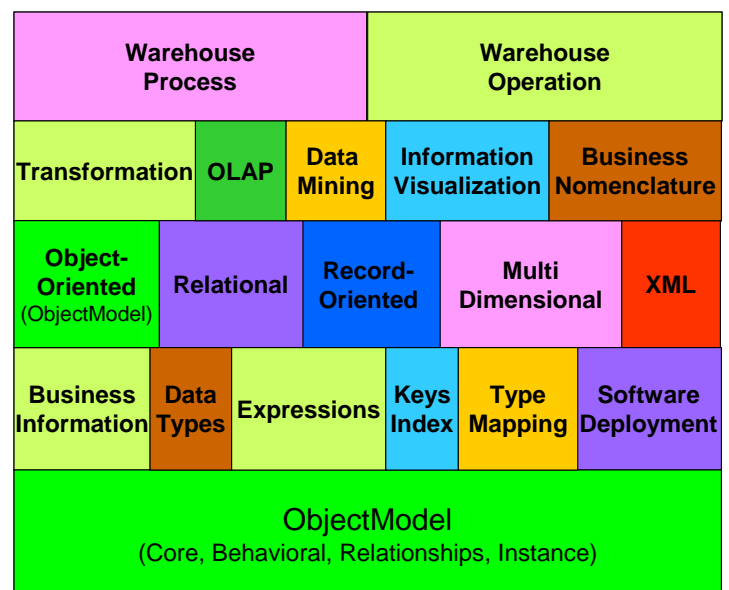 Warehouse
Process
Warehouse
Operation
Transformation
OLAP
Data
Mining
Information
Visualization
Business
Nomenclature
Object-
Oriented
(ObjectModel)
Relational
Record-
Oriented
Multi
Dimensional
XML
Business
Information
Data
Types
Expressions
Keys
Index
Type
Mapping
Software
Deployment
ObjectModel
(Core, Behavioral, Relationships, Instance)